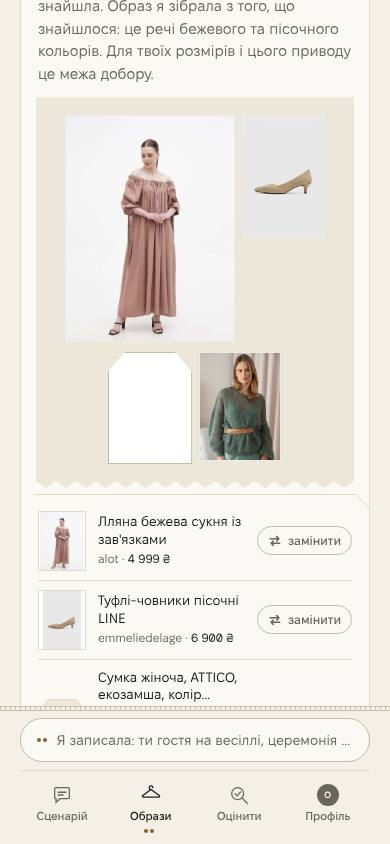 знайшла. Образ я зібрала з того, що
знайшлося: це речі бежевого та пісочного
кольорів. Для твоїх розмірів і цього приводу
це межа добору.
Лляна бежева сукня із
зав'язками
alot · 4 999 ₴
замінити
Туфлі-човники пісочні
LINE
emmeliedelage · 6 900 ₴
замінити
Сумка жіноча, ATTICO,
екозамша, колір...
Я записала: ти гостя на весіллі, церемонія ...
Сценарій
Образи
Оцінити
Профіль
О